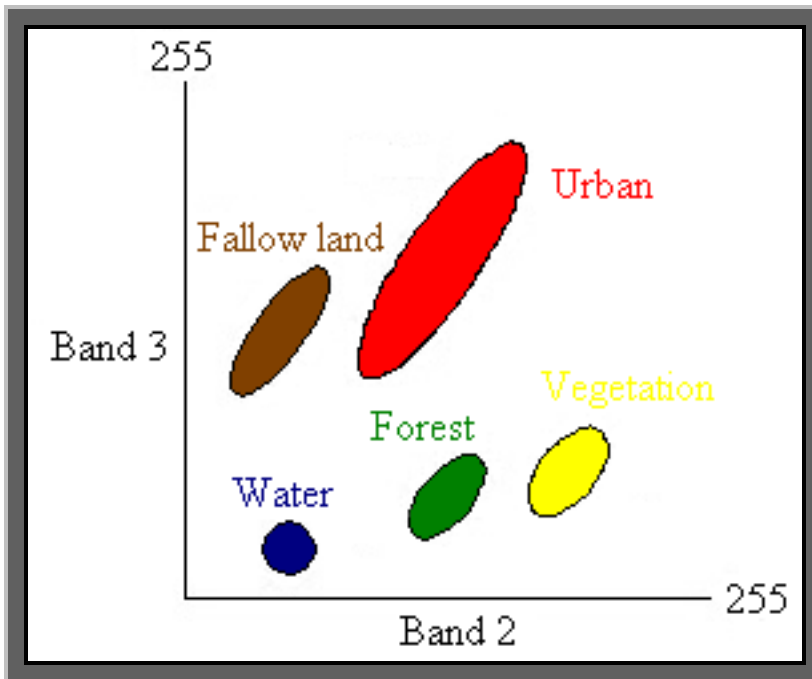 255
Urban
Fallow land
Band 3
Vegetation
Forest
Water
255
Band 2